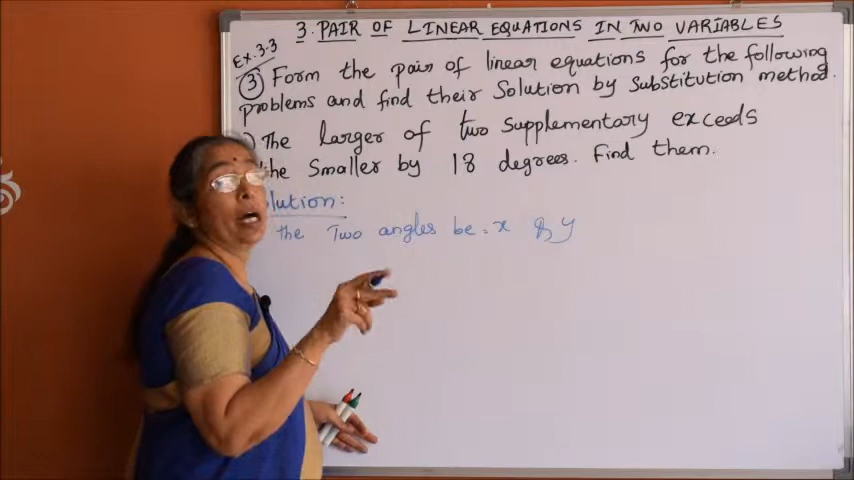 3. PAIR OF LINEAR EQUATIONS IN TWO VARIABLES
Ex. 3.3
3 Form the pair of linear equations for the following
problems and find their Solution by Substitution method.
) The larger of two supplementary exceeds
the Smaller by 18 degrees. Find them.
lution:
the Two angles be. x & y